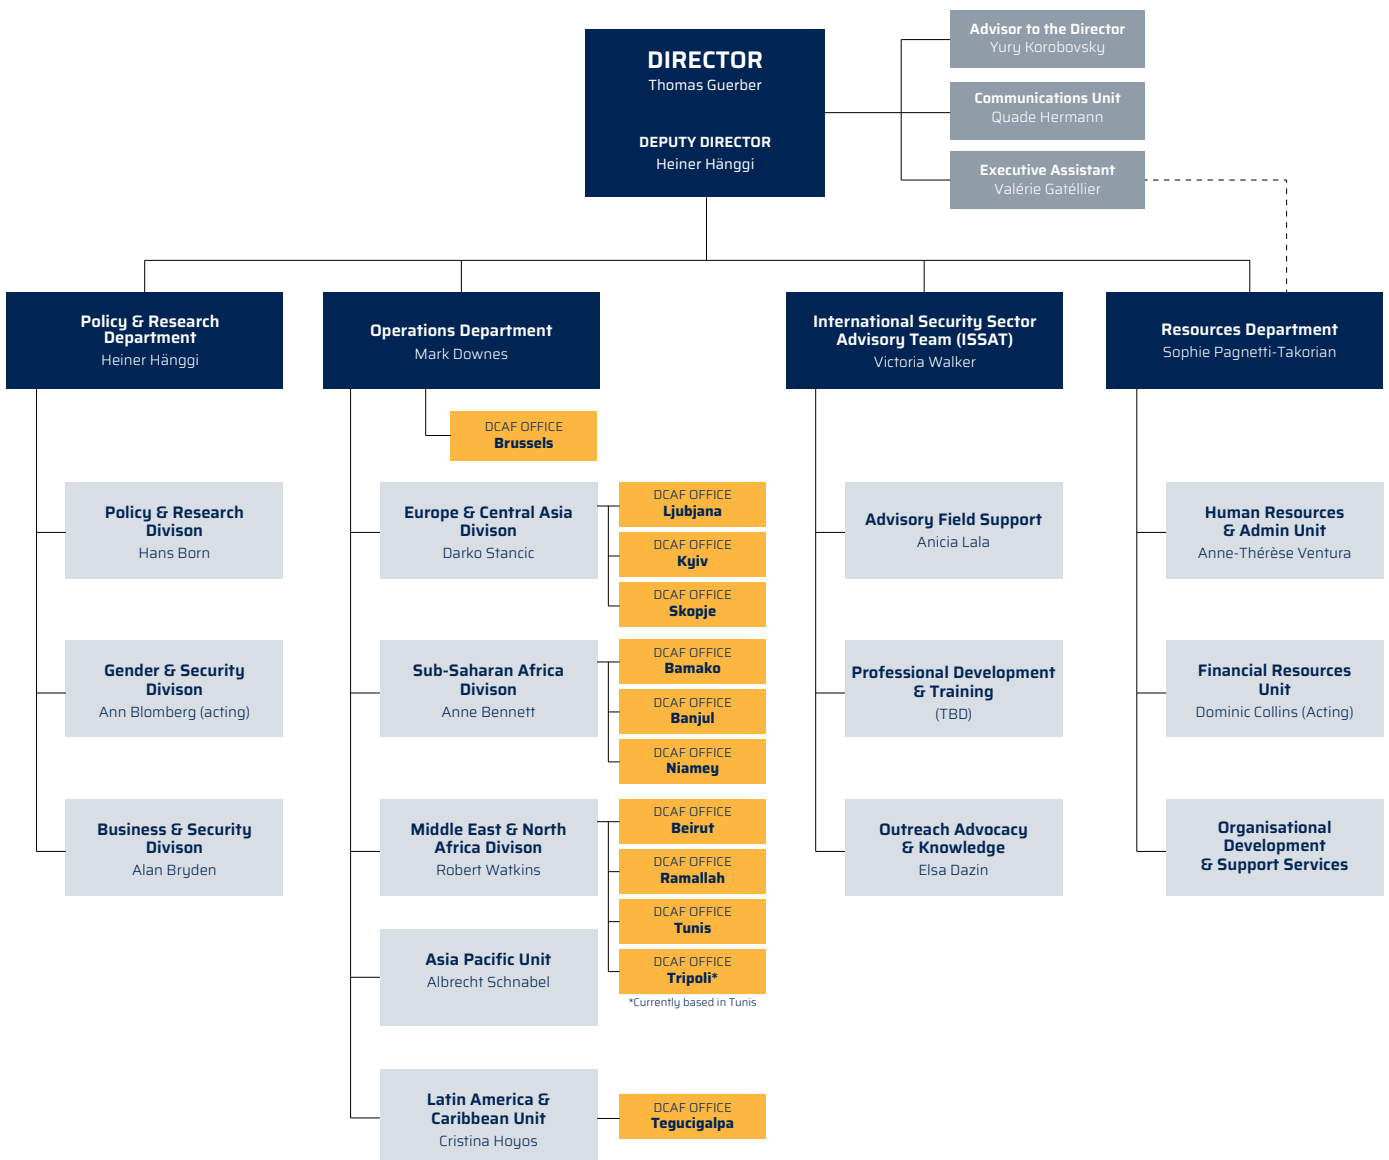 DIRECTOR
Thomas Guerber
DEPUTY DIRECTOR
Heiner Hänggi
Advisor to the Director
Yury Korobovsky
Communications Unit
Quade Hermann
Executive Assistant
Valérie Gatéllier
Policy & Research
Department
Heiner Hänggi
Operations Department
Mark Downes
International Security Sector
Advisory Team (ISSAT)
Victoria Walker
Resources Department
Sophie Pagnetti-Takorian
Policy & Research
Divison
Hans Born
Gender & Security
Divison
Ann Blomberg (acting)
Business & Security
Divison
Alan Bryden
DCAF OFFICE
Brussels
Europe & Central Asia
Divison
Darko Stancic
DCAF OFFICE
Ljubjana
DCAF OFFICE
Kyiv
DCAF OFFICE
Skopje
Sub-Saharan Africa
Divison
Anne Bennett
DCAF OFFICE
Bamako
DCAF OFFICE
Banjul
DCAF OFFICE
Niamey
Middle East & North
Africa Divison
Robert Watkins
DCAF OFFICE
Beirut
DCAF OFFICE
Ramallah
DCAF OFFICE
Tunis
DCAF OFFICE
Tripoli*
*Currently based in Tunis
Asia Pacific Unit
Albrecht Schnabel
Latin America &
Caribbean Unit
Cristina Hoyos
DCAF OFFICE
Tegucigalpa
Advisory Field Support
Anicia Lala
Professional Development
& Training
(TBD)
Outreach Advocacy
& Knowledge
Elsa Dazin
Human Resources
& Admin Unit
Anne-Thérèse Ventura
Financial Resources
Unit
Dominic Collins (Acting)
Organisational
Development
& Support Services